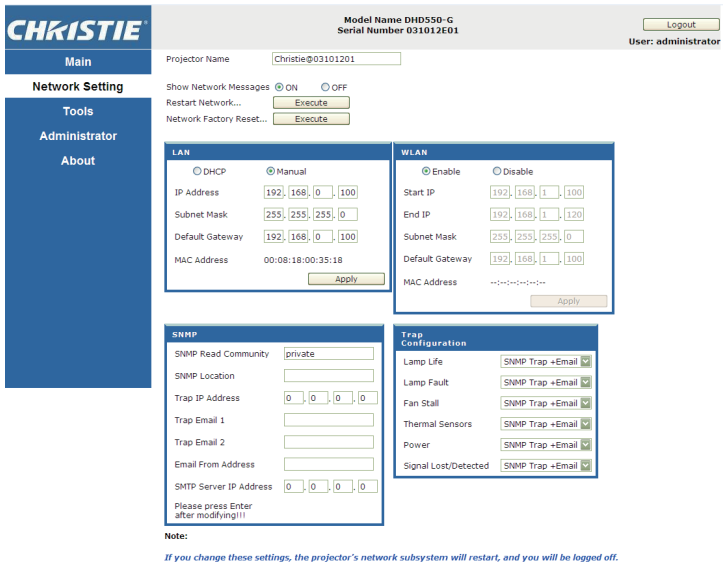 CHRISTIE®
Model Name DHD550-G
Serial Number 031012E01
Logout
User: administrator
Main
Network Setting
Tools
Administrator
About
Projector Name Christie@03101201
Show Network Messages ON OFF
Restart Network... Execute
Network Factory Reset... Execute
LAN
DHCP Manual
IP Address 192. 168. 0 . 100
Subnet Mask 255. 255. 255. 0
Default Gateway 192. 168. 0 . 100
MAC Address 00:08:18:00:35:18
Apply
WLAN
Enable Disable
Start IP 192. 168. 1 . 100
End IP 192. 168. 1 . 120
Subnet Mask 255. 255. 255. 0
Default Gateway 192. 168. 1 . 100
MAC Address --:--:--:--:--:--
Apply
SNMP
SNMP Read Community private
SNMP Location
Trap IP Address 0 . 0 . 0 . 0
Trap Email 1
Trap Email 2
Email From Address
SMTP Server IP Address 0 . 0 . 0 . 0
Please press Enter
after modifying!!!
Trap
Configuration
Lamp Life SNMP Trap +Email
Lamp Fault SNMP Trap +Email
Fan Stall SNMP Trap +Email
Thermal Sensors SNMP Trap +Email
Power SNMP Trap +Email
Signal Lost/Detected SNMP Trap +Email
Note:
If you change these settings, the projector's network subsystem will restart, and you will be logged off.